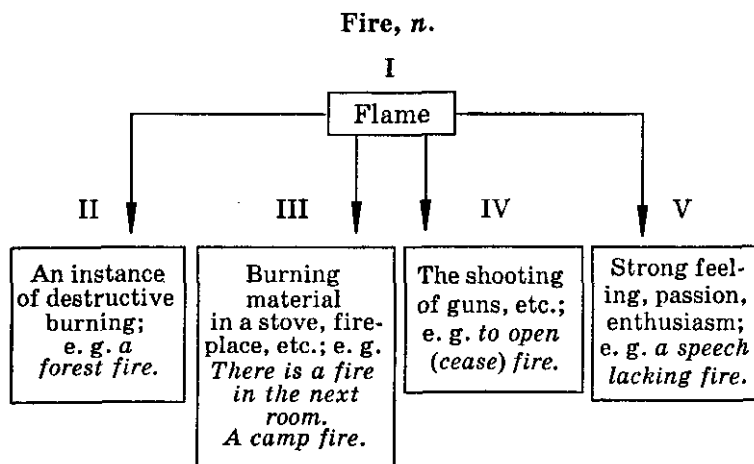 Fire, n.
I
Flame
II
III
IV
V
An instance
of destructive
burning;
e. g. a
forest fire.
Burning
material
in a stove, fire-
place, etc.; e. g.
There is a fire
in the next
room.
A camp fire.
The shooting
of guns, etc.;
e. g. to open
(cease) fire.
Strong feel-
ing, passion,
enthusiasm;
e. g. a speech
lacking fire.